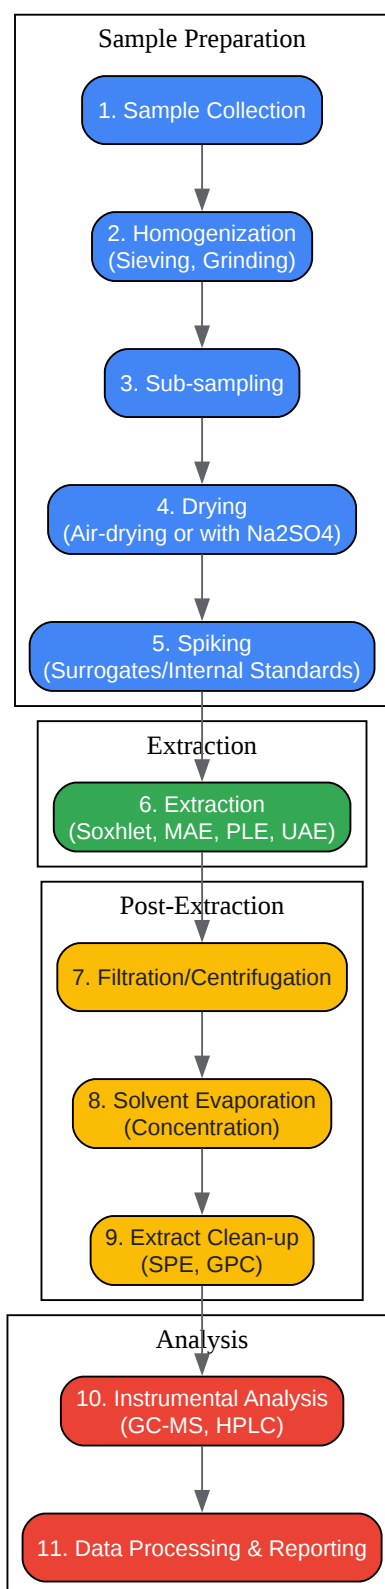 Sample Preparation
1. Sample Collection
2. Homogenization
(Sieving, Grinding)
3. Sub-sampling
4. Drying
(Air-drying or with Na2SO4)
5. Spiking
(Surrogates/Internal Standards)
Extraction
6. Extraction
(Soxhlet, MAE, PLE, UAE)
Post-Extraction
7. Filtration/Centrifugation
8. Solvent Evaporation
(Concentration)
9. Extract Clean-up
(SPE, GPC)
Analysis
10. Instrumental Analysis
(GC-MS, HPLC)
11. Data Processing & Reporting